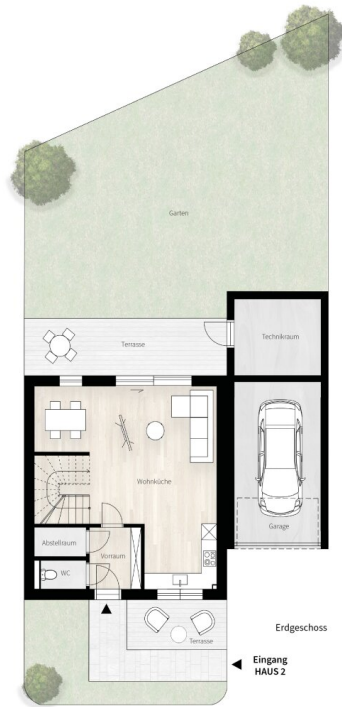 Garten
Terrasse
Technikraum
Wohnküche
Garage
Abstellraum
Vorraum
WC
Terrasse
Erdgeschoss
Eingang
HAUS 2